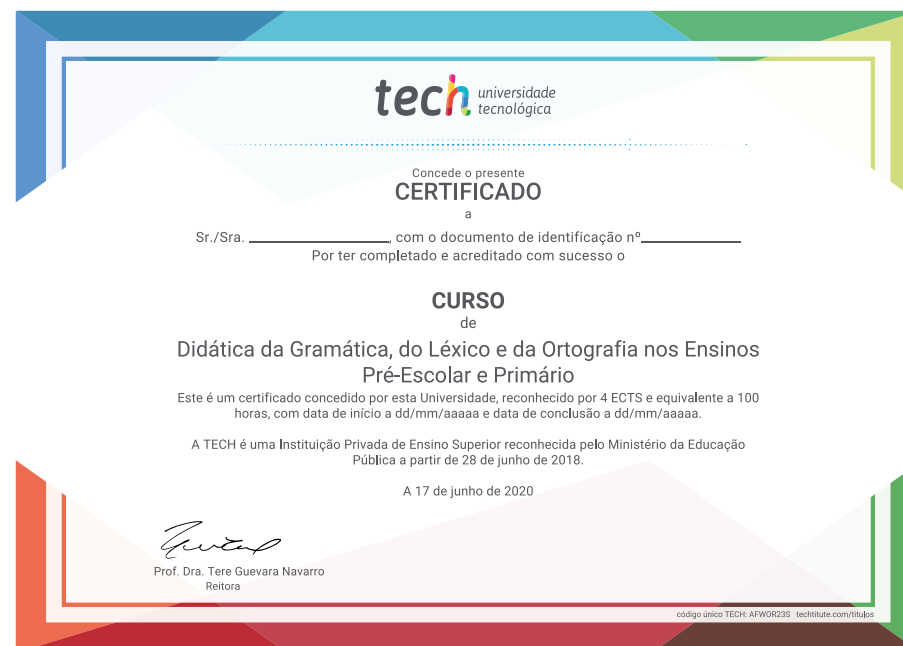 tech universidade
tecnológica
Concede o presente
CERTIFICADO
a
Sr./Sra. ________________, com o documento de identificação nº___________
Por ter completado e acreditado com sucesso o
CURSO
de
Didática da Gramática, do Léxico e da Ortografia nos Ensinos
Pré-Escolar e Primário
Este é um certificado concedido por esta Universidade, reconhecido por 4 ECTS e equivalente a 100
horas, com data de início a dd/mm/aaaaa e data de conclusão a dd/mm/aaaaa.
A TECH é uma Instituição Privada de Ensino Superior reconhecida pelo Ministério da Educação
Pública a partir de 28 de junho de 2018.
A 17 de junho de 2020
Prof. Dra. Tere Guevara Navarro
Reitora
código único TECH: AFWOR23S techtitute.com/titulos